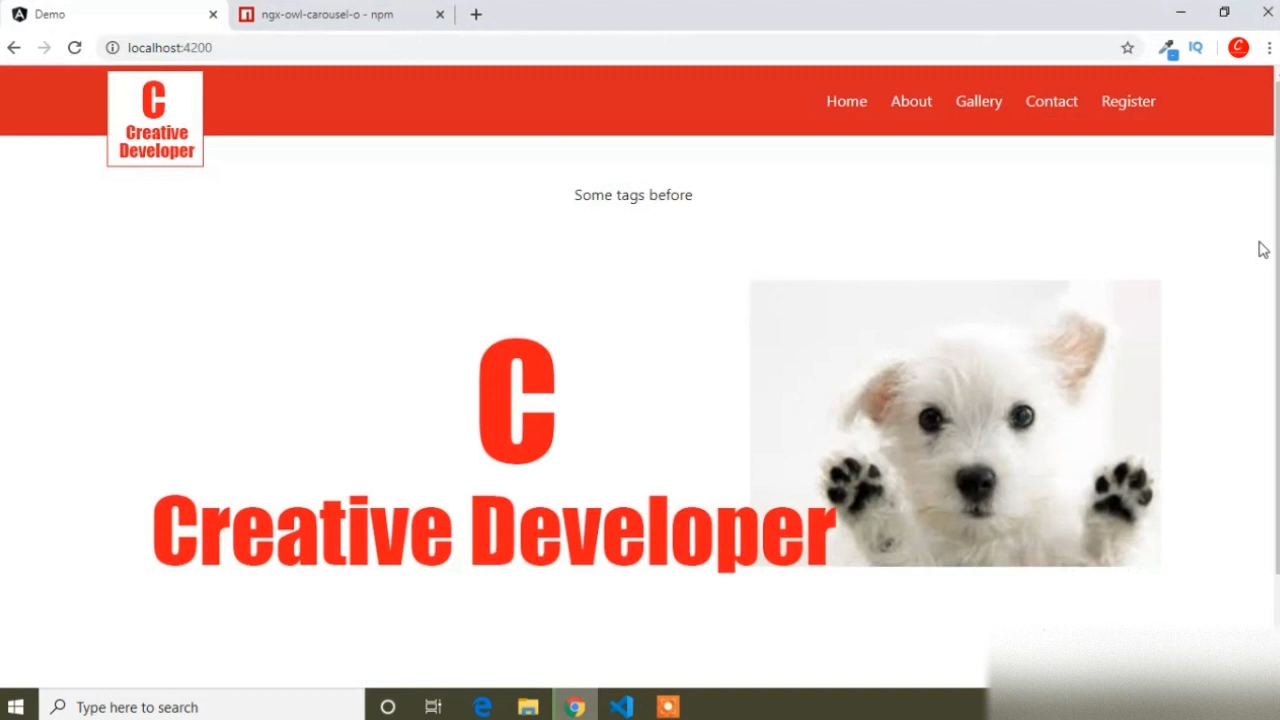 Demo
ngx-owl-carousel-o - npm
localhost:4200
IQ
C
C
Creative
Developer
Home
About
Gallery
Contact
Register
Some tags before
C
Creative Developer
Type here to search